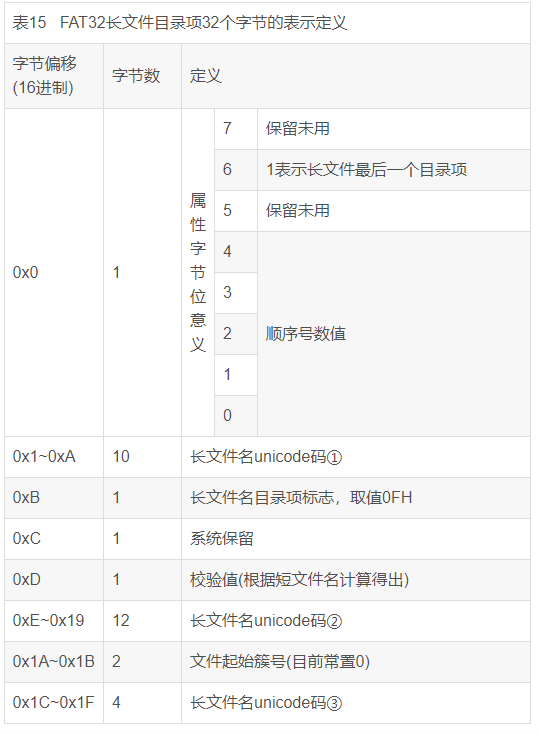 表15 FAT32长文件目录项32个字节的表示定义
字节偏移
(16进制)
字节数
定义
0x0
1
属性字节位意义
7
保留未用
6
1表示长文件最后一个目录项
5
保留未用
4
3
2
1
0
顺序号数值
0x1~0xA
10
长文件名unicode码①
0xB
1
长文件名目录项标志，取值0FH
0xC
1
系统保留
0xD
1
校验值(根据短文件名计算得出)
0xE~0x19
12
长文件名unicode码②
0x1A~0x1B
2
文件起始簇号(目前常置0)
0x1C~0x1F
4
长文件名unicode码③